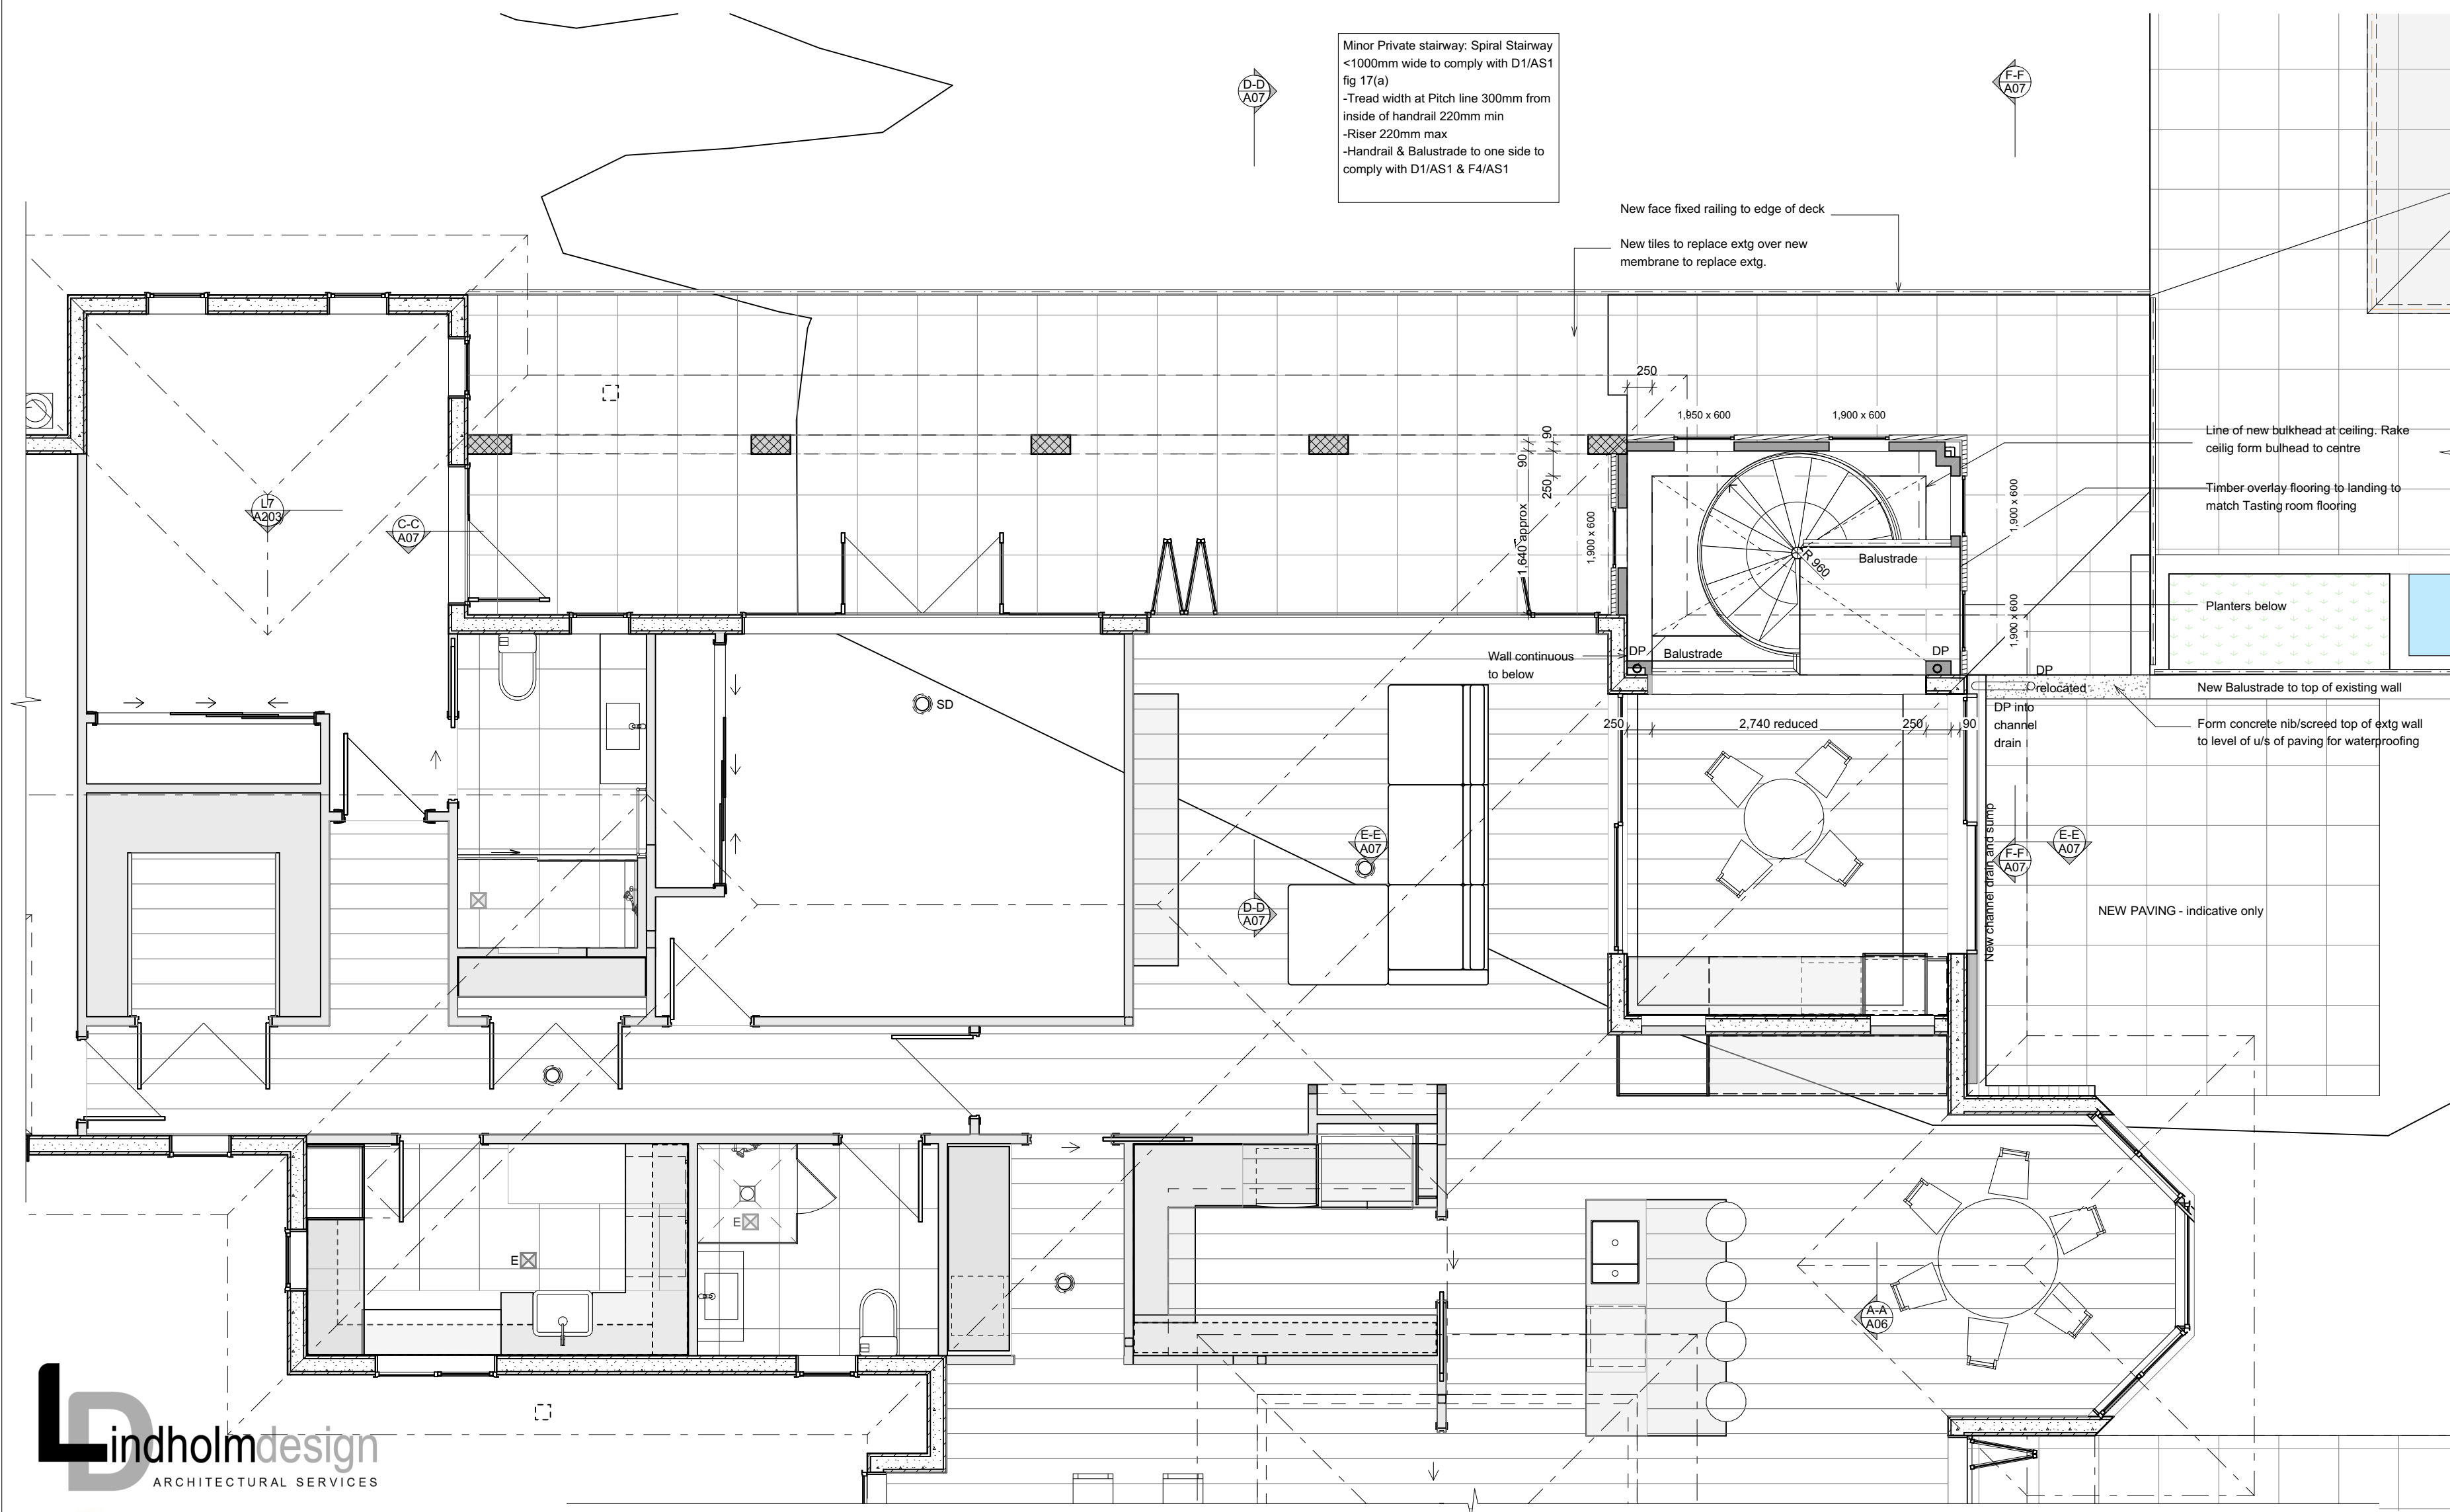 Minor Private stairway: Spiral Stairway
<1000mm wide to comply with D1/AS1
fig 17(a)
-Tread width at Pitch line 300mm from
inside of handrail 220mm min
-Riser 220mm max
-Handrail & Balustrade to one side to
comply with D1/AS1 & F4/AS1
D-D
A07
F-F
A07
New face fixed railing to edge of deck
New tiles to replace extg over new
membrane to replace extg.
250
1,950 x 600
1,900 x 600
90
90
250
1,640 approx
1,900 x 600
1,900 x 600
1,900 x 600
Line of new bulkhead at ceiling. Rake
ceilig form bulhead to centre
Timber overlay flooring to landing to
match Tasting room flooring
L7
A203
C-C
A07
R 960
Balustrade
Planters below
Wall continuous
to below
DP
Balustrade
DP
DP
relocated
New Balustrade to top of existing wall
SD
250
2,740 reduced
250
90
DP into
channel
drain
Form concrete nib/screed top of extg wall
to level of u/s of paving for waterproofing
E-E
A07
New channel drain and sump
F-F
A07
E-E
A07
D-D
A07
NEW PAVING - indicative only
E
E
A-A
A06
LD
Lindholmdesign
ARCHITECTURAL SERVICES